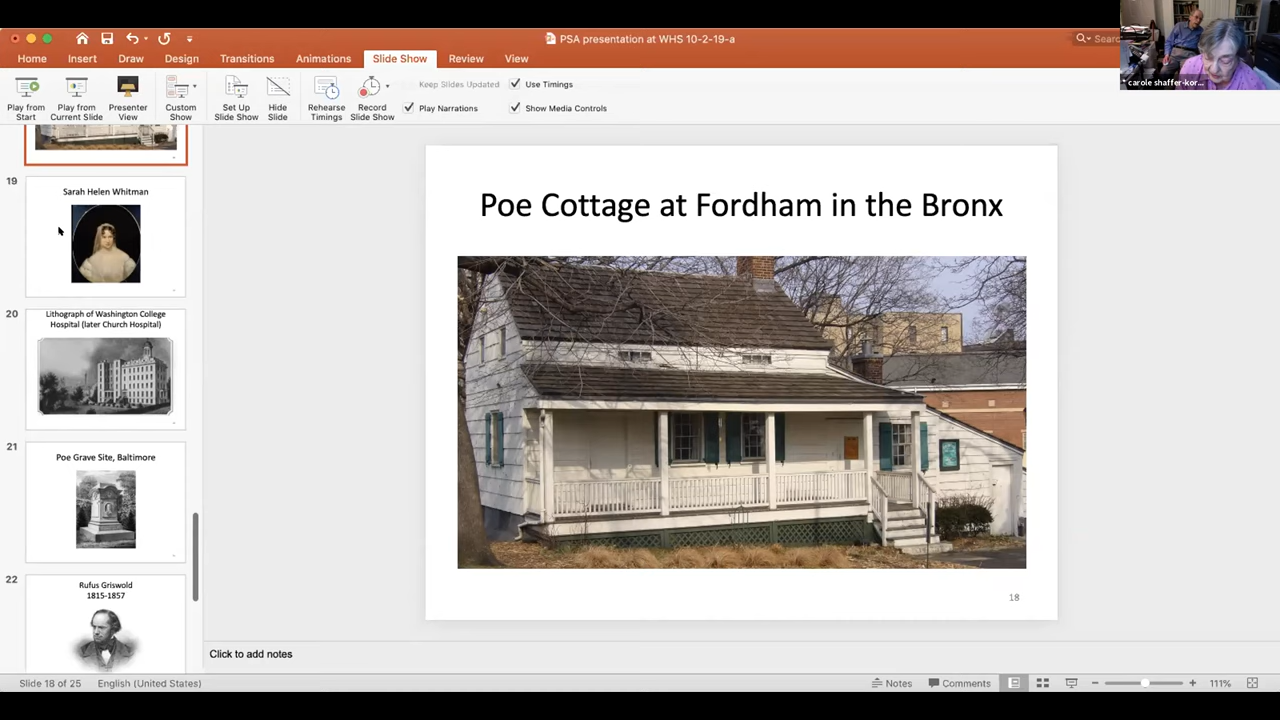 PSA presentation at WHS 10-2-19-a
Home Insert Draw Design Transitions Animations Slide Show Review View
Play from Start
Play from Current Slide
Presenter View
Custom Show
Set Up Slide Show
Hide Slide
Rehearse Timings
Record Slide Show
Keep Slides Updated
Play Narrations
Use Timings
Show Media Controls
carole shaffer-kor...
19
Sarah Helen Whitman
20
Lithograph of Washington College
Hospital (later Church Hospital)
21
Poe Grave Site, Baltimore
22
Rufus Griswold
1815-1857
Poe Cottage at Fordham in the Bronx
18
Click to add notes
Slide 18 of 25 English (United States) Notes Comments 111%